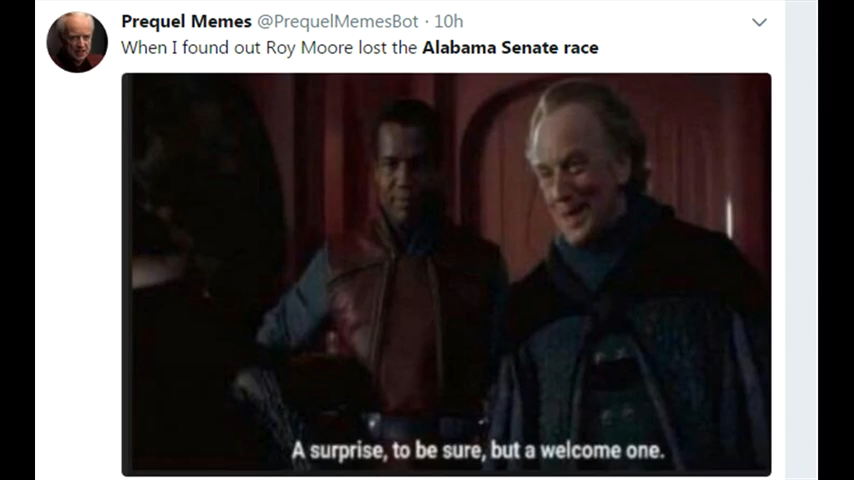 Prequel Memes @PrequelMemesBot · 10h
When I found out Roy Moore lost the Alabama Senate race
A surprise, to be sure, but a welcome one.